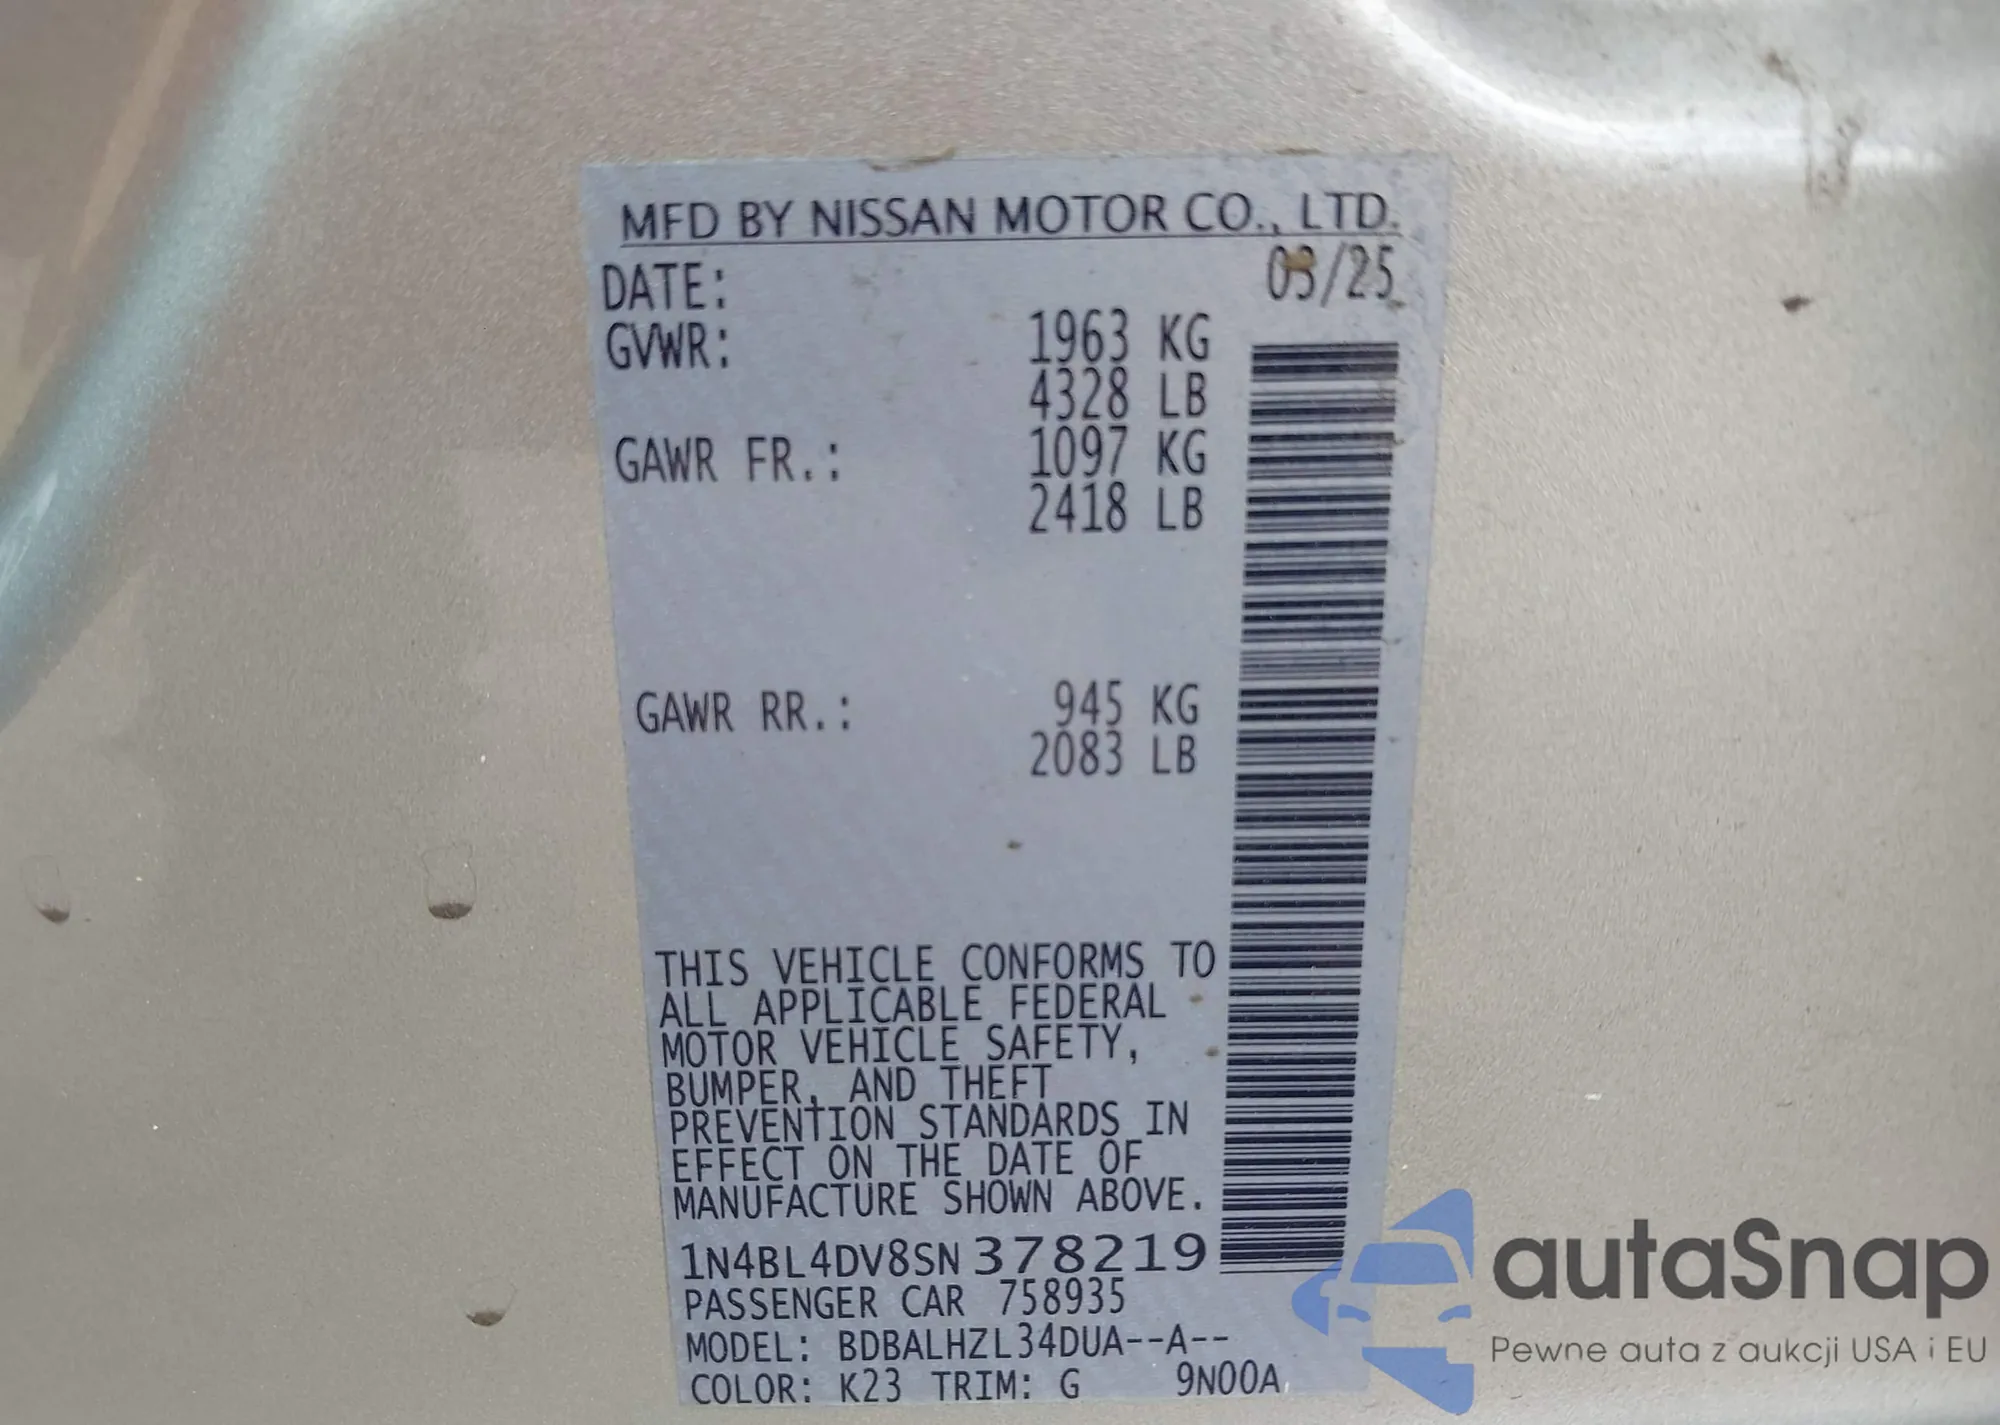 MFD BY NISSAN MOTOR CO., LTD.
DATE: 03/25
GVWR: 1963 KG
4328 LB
GAWR FR.: 1097 KG
2418 LB
GAWR RR.: 945 KG
2083 LB
THIS VEHICLE CONFORMS TO
ALL APPLICABLE FEDERAL
MOTOR VEHICLE SAFETY,
BUMPER, AND THEFT
PREVENTION STANDARDS IN
EFFECT ON THE DATE OF
MANUFACTURE SHOWN ABOVE.
1N4BL4DV8SN378219
PASSENGER CAR 758935
MODEL: BDBALHZL34DUA--A--
COLOR: K23 TRIM: G 9N00A
autaSnap
Pewne auta z aukcji USA i EU